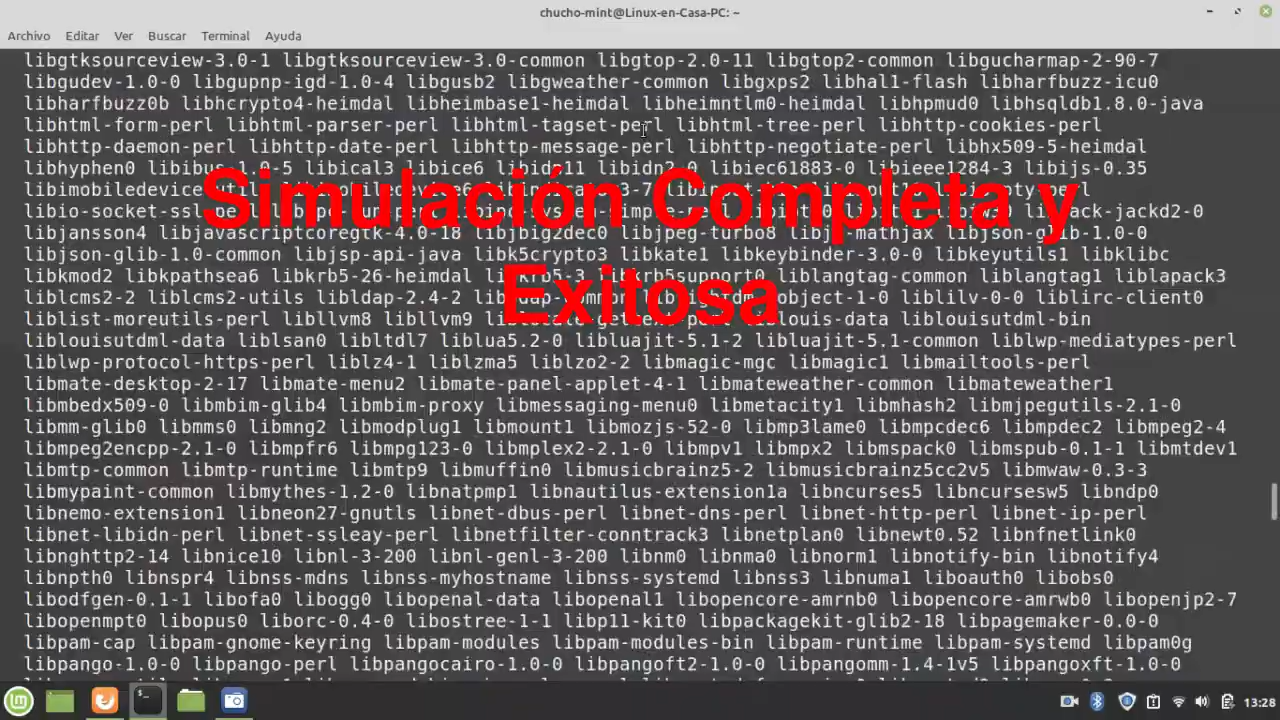 chucho-mint@Linux-en-Casa-PC: ~
Archivo Editar Ver Buscar Terminal Ayuda
libgtksourceview-3.0-1 libgtksourceview-3.0-common libgtop-2.0-11 libgtop2-common libgucharmap-2-90-7
libgudev-1.0-0 libgupnp-igd-1.0-4 libgusb2 libgweather-common libgxps2 libhal1-flash libharfbuzz-icu0
libharfbuzz0b libhcrypto4-heimdal libheimbase1-heimdal libheimntlm0-heimdal libhpmud0 libhsqldb1.8.0-java
libhtml-form-perl libhtml-parser-perl libhtml-tagset-perl libhtml-tree-perl libhttp-cookies-perl
libhttp-daemon-perl libhttp-date-perl libhttp-message-perl libhttp-negotiate-perl libhx509-5-heimdal
libhyphen0 libibus-1.0-5 libical3 libice6 libidn11 libidn2-0 libiec61883-0 libieee1284-3 libijs-0.35
Simulación Completa y
libjansson4 libjavascriptcoregtk-4.0-18 libjbig2dec0 libjpeg-turbo8 libjson-glib-1.0-0
libjson-glib-1.0-common libjsp-api-java libk5crypto3 libkate1 libkeybinder-3.0-0 libkeyutils1 libklibc
libkmod2 libkpathsea6 libkrb5-26-heimdal libkrb5-3 libkrb5support0 liblangtag-common liblangtag1 liblapack3
Exitosa
liblcms2-2 liblcms2-utils libldap-2.4-2 liblilv-0-0 liblirc-client0
liblist-moreutils-perl libllvm8 libllvm9 liblouis-data liblouisutdml-bin
liblouisutdml-data liblsan0 libltdl7 liblua5.2-0 libluajit-5.1-2 libluajit-5.1-common liblwp-mediatypes-perl
liblwp-protocol-https-perl liblz4-1 liblzma5 liblzo2-2 libmagic-mgc libmagic1 libmailtools-perl
libmate-desktop-2-17 libmate-menu2 libmate-panel-applet-4-1 libmateweather-common libmateweather1
libmbedx509-0 libmbim-glib4 libmbim-proxy libmessaging-menu0 libmetacity1 libmhash2 libmjpegutils-2.1-0
libmm-glib0 libmms0 libmng2 libmodplug1 libmount1 libmozjs-52-0 libmp3lame0 libmpcdec6 libmpdec2 libmpeg2-4
libmpeg2encpp-2.1-0 libmpfr6 libmpg123-0 libmplex2-2.1-0 libmpv1 libmpx2 libmspack0 libmspub-0.1-1 libmtdev1
libmtp-common libmtp-runtime libmtp9 libmuffin0 libmusicbrainz5-2 libmusicbrainz5cc2v5 libmwaw-0.3-3
libmypaint-common libmythes-1.2-0 libnatpmp1 libnautilus-extension1a libncurses5 libncursesw5 libndp0
libnemo-extension1 libneon27-gnutls libnet-dbus-perl libnet-dns-perl libnet-http-perl libnet-ip-perl
libnet-libidn-perl libnet-ssleay-perl libnetfilter-conntrack3 libnetplan0 libnewt0.52 libnfnetlink0
libnghttp2-14 libnice10 libnl-3-200 libnl-genl-3-200 libnm0 libnma0 libnorm1 libnotify-bin libnotify4
libnpth0 libnspr4 libnss-mdns libnss-myhostname libnss-systemd libnss3 libnuma1 liboauth0 libobs0
libodfgen-0.1-1 libofa0 libogg0 libopenal-data libopenal1 libopencore-amrnb0 libopencore-amrwb0 libopenjp2-7
libopenmpt0 libopus0 liborc-0.4-0 libostree-1-1 libp11-kit0 libpackagekit-glib2-18 libpagemaker-0.0-0
libpam-cap libpam-gnome-keyring libpam-modules libpam-modules-bin libpam-runtime libpam-systemd libpam0g
libpango-1.0-0 libpango-perl libpangocairo-1.0-0 libpangoft2-1.0-0 libpangomm-1.4-1v5 libpangoxft-1.0-0
13:28